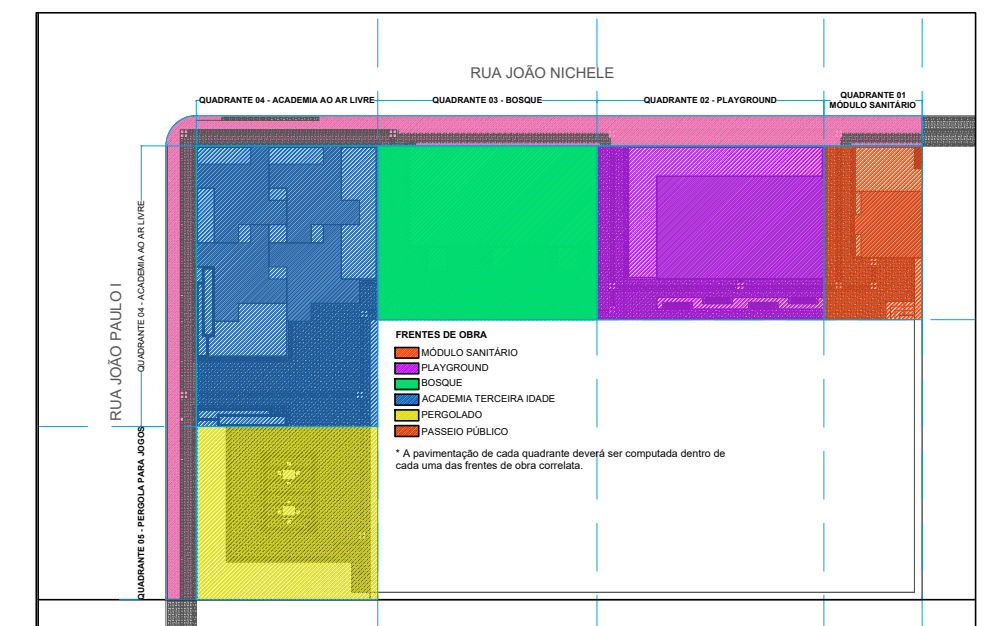 RUA JOÃO NICHELE
QUADRANTE 04 - ACADEMIA AO AR LIVRE
QUADRANTE 03 - BOSQUE
QUADRANTE 02 - PLAYGROUND
QUADRANTE 01
MÓDULO SANITÁRIO
RUA JOÃO PAULO I
QUADRANTE 04 - ACADEMIA AO AR LIVRE
QUADRANTE 05 - PERGOLA PARA JOGOS
FRENTES DE OBRA
MÓDULO SANITÁRIO
PLAYGROUND
BOSQUE
ACADEMIA TERCEIRA IDADE
PERGOLADO
PASSEIO PÚBLICO
* A pavimentação de cada quadrante deverá ser computada dentro de
cada uma das frentes de obra correlata.